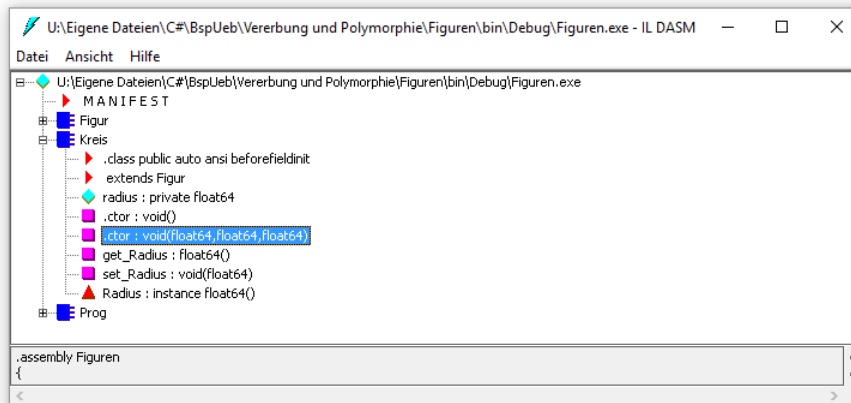 U:\Eigene Dateien\C#\BspUeb\Vererbung und Polymorphie\Figuren\bin\Debug\Figuren.exe - IL DASM
Datei Ansicht Hilfe
U:\Eigene Dateien\C#\BspUeb\Vererbung und Polymorphie\Figuren\bin\Debug\Figuren.exe
M A N I F E S T
Figur
Kreis
.class public auto ansi beforefieldinit
extends Figur
radius : private float64
.ctor : void()
.ctor : void(float64,float64,float64)
get_Radius : float64()
set_Radius : void(float64)
Radius : instance float64()
Prog
.assembly Figuren
{